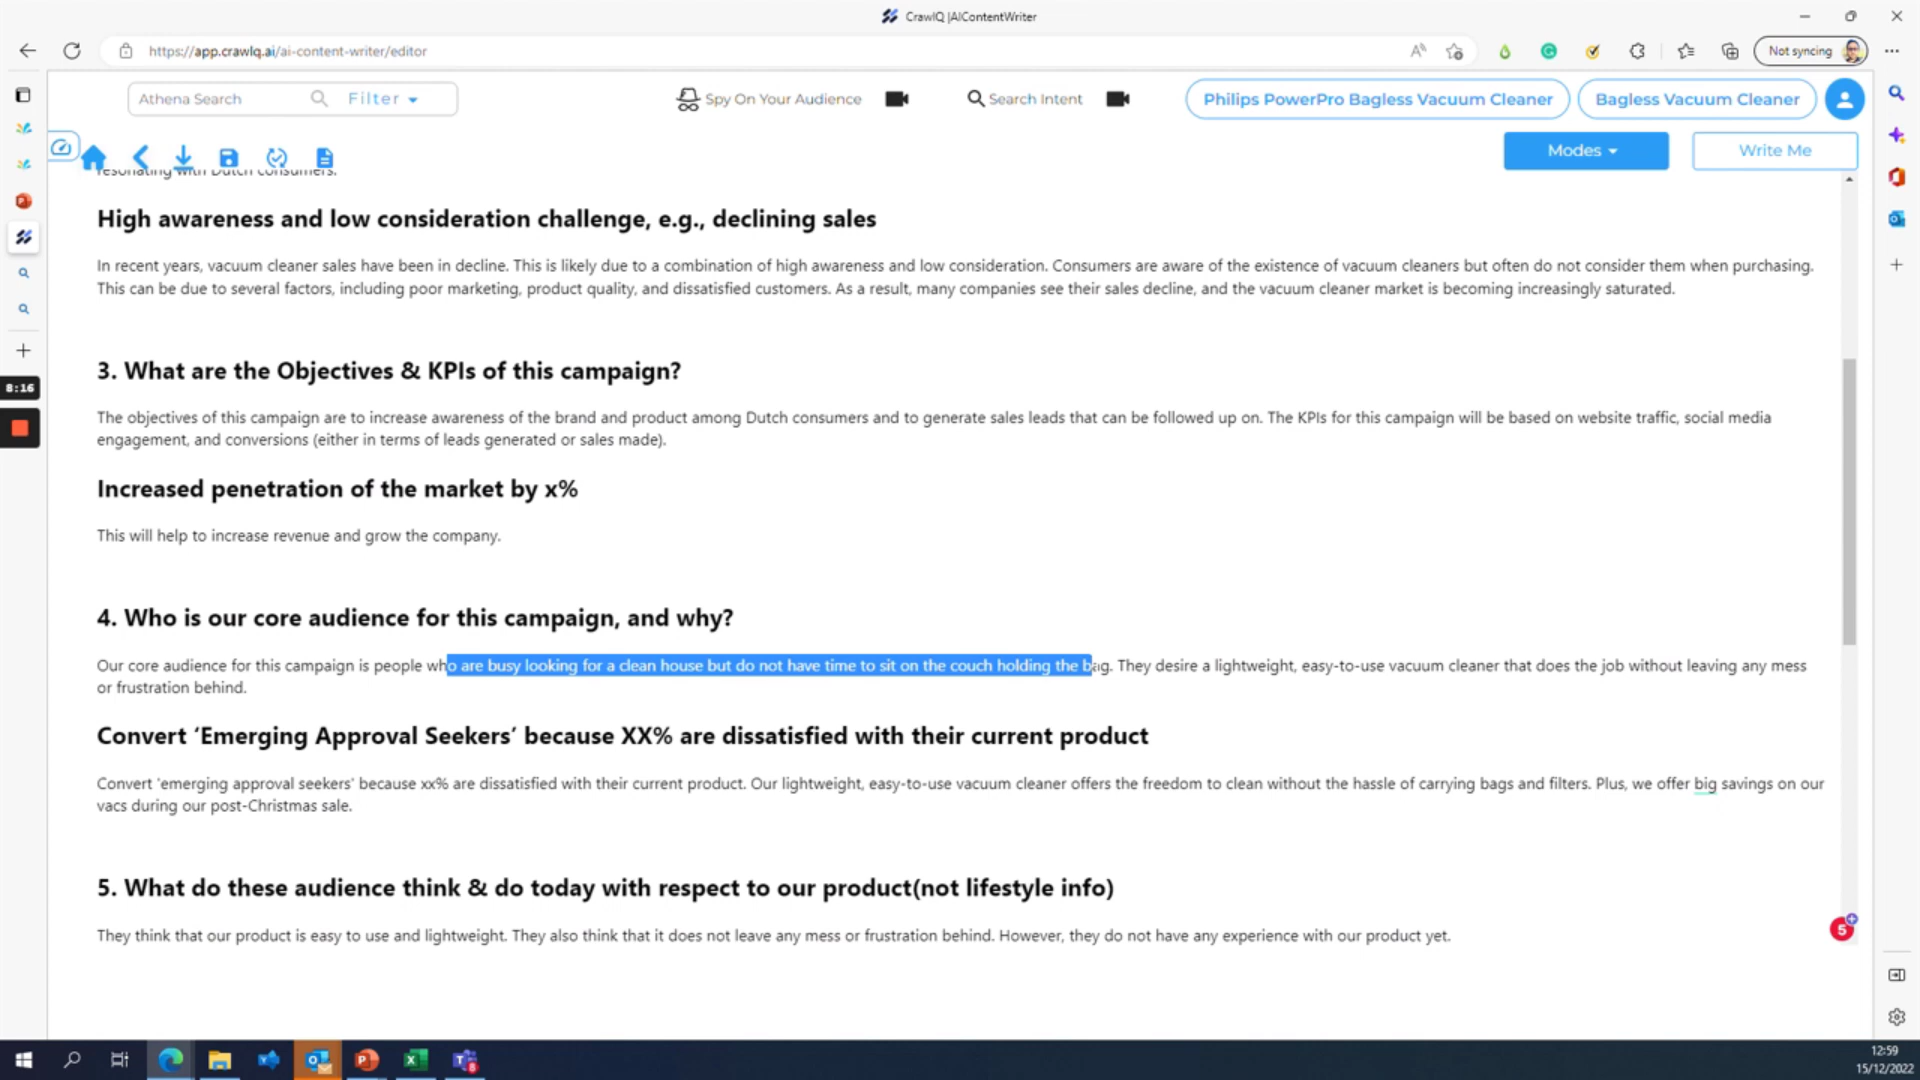 CrawlQ |AIContentWriter
https://app.crawlq.ai/ai-content-writer/editor
Not syncing
Athena Search
Filter
Spy On Your Audience
Search Intent
Philips PowerPro Bagless Vacuum Cleaner
Bagless Vacuum Cleaner
Modes
Write Me
resonating with Dutch consumers.
High awareness and low consideration challenge, e.g., declining sales
In recent years, vacuum cleaner sales have been in decline. This is likely due to a combination of high awareness and low consideration. Consumers are aware of the existence of vacuum cleaners but often do not consider them when purchasing.
This can be due to several factors, including poor marketing, product quality, and dissatisfied customers. As a result, many companies see their sales decline, and the vacuum cleaner market is becoming increasingly saturated.
3. What are the Objectives & KPIs of this campaign?
8:16
The objectives of this campaign are to increase awareness of the brand and product among Dutch consumers and to generate sales leads that can be followed up on. The KPIs for this campaign will be based on website traffic, social media
engagement, and conversions (either in terms of leads generated or sales made).
Increased penetration of the market by x%
This will help to increase revenue and grow the company.
4. Who is our core audience for this campaign, and why?
Our core audience for this campaign is people who are busy looking for a clean house but do not have time to sit on the couch holding the bag. They desire a lightweight, easy-to-use vacuum cleaner that does the job without leaving any mess
or frustration behind.
Convert ‘Emerging Approval Seekers’ because XX% are dissatisfied with their current product
Convert 'emerging approval seekers' because xx% are dissatisfied with their current product. Our lightweight, easy-to-use vacuum cleaner offers the freedom to clean without the hassle of carrying bags and filters. Plus, we offer big savings on our
vacs during our post-Christmas sale.
5. What do these audience think & do today with respect to our product(not lifestyle info)
They think that our product is easy to use and lightweight. They also think that it does not leave any mess or frustration behind. However, they do not have any experience with our product yet.
5
12:59
15/12/2022